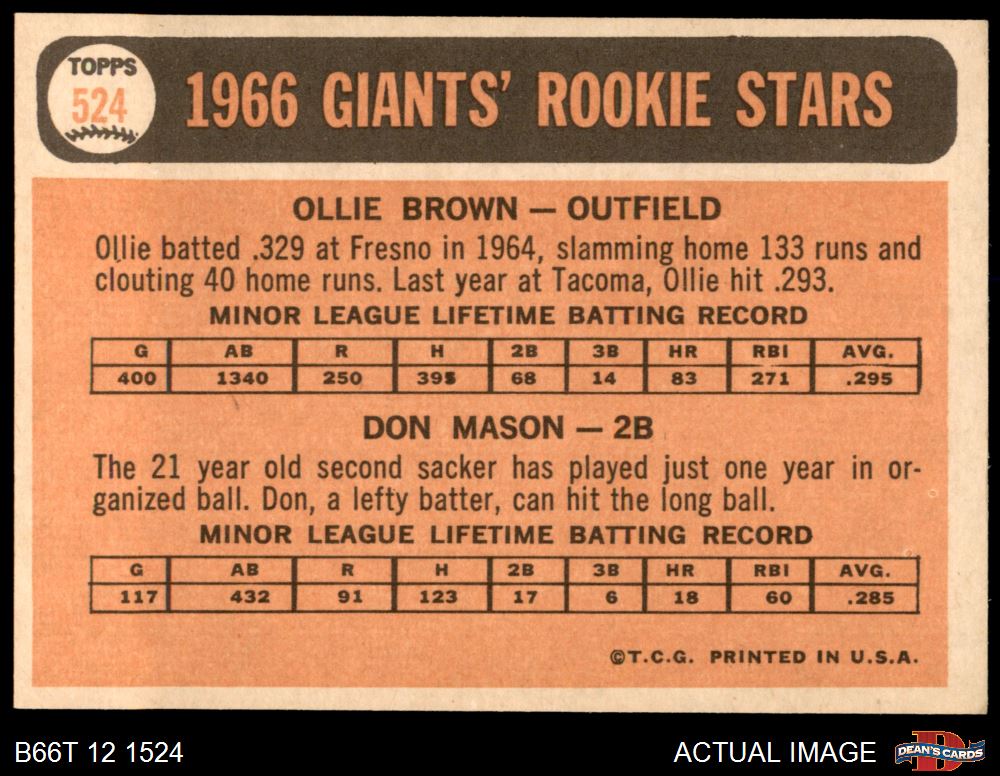 TOPPS
524
1966 GIANTS' ROOKIE STARS
OLLIE BROWN — OUTFIELD
Ollie batted .329 at Fresno in 1964, slamming home 133 runs and
clouting 40 home runs. Last year at Tacoma, Ollie hit .293.
MINOR LEAGUE LIFETIME BATTING RECORD
G AB R H 2B 3B HR RBI AVG.
400 1340 250 395 68 14 83 271 .295
DON MASON — 2B
The 21 year old second sacker has played just one year in or-
ganized ball. Don, a lefty batter, can hit the long ball.
MINOR LEAGUE LIFETIME BATTING RECORD
G AB R H 2B 3B HR RBI AVG.
117 432 91 123 17 6 18 60 .285
©T.C.G. PRINTED IN U.S.A.
B66T 12 1524 ACTUAL IMAGE
D
DEAN'S CARDS